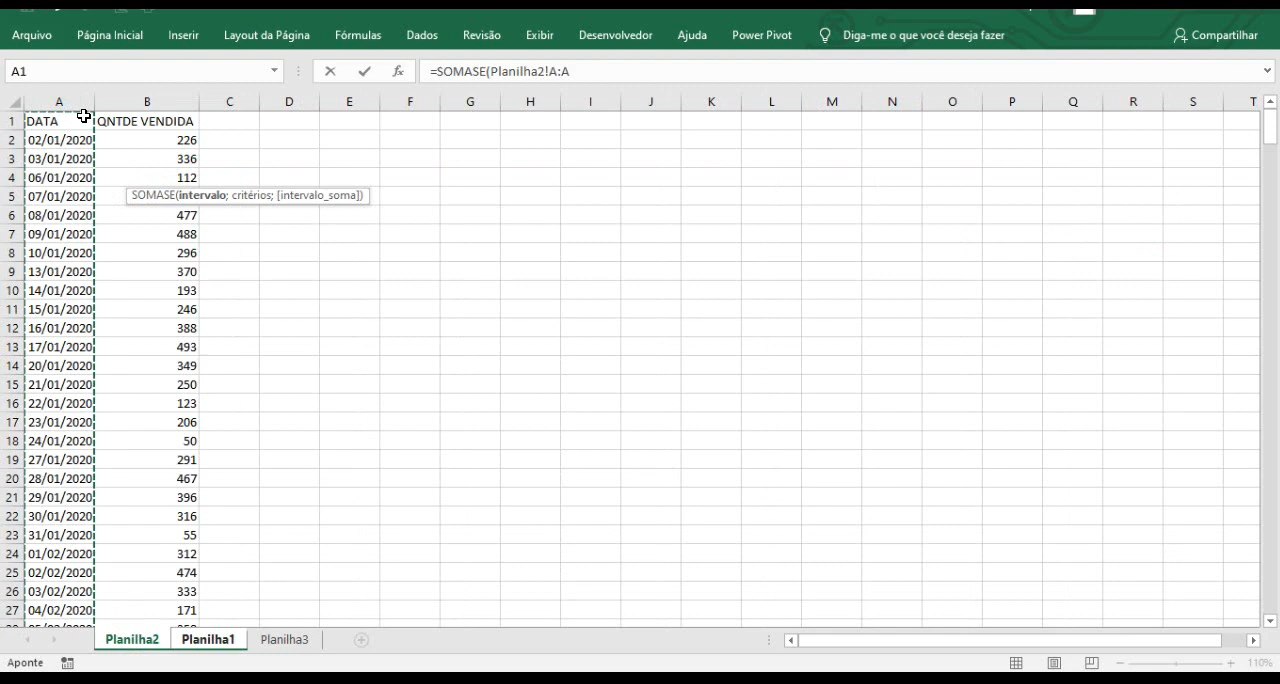 Arquivo Página Inicial Inserir Layout da Página Fórmulas Dados Revisão Exibir Desenvolvedor Ajuda Power Pivot Diga-me o que você deseja fazer Compartilhar
A1 fx =SOMASE(Planilha2!A:A
A B C D E F G H I J K L M N O P Q R S T
1 DATA QNTDE VENDIDA
2 02/01/2020 226
3 03/01/2020 336
4 06/01/2020 112
5 07/01/2020 SOMASE(intervalo; critérios; [intervalo_soma])
6 08/01/2020 477
7 09/01/2020 488
8 10/01/2020 296
9 13/01/2020 370
10 14/01/2020 193
11 15/01/2020 246
12 16/01/2020 388
13 17/01/2020 493
14 20/01/2020 349
15 21/01/2020 250
16 22/01/2020 123
17 23/01/2020 206
18 24/01/2020 50
19 27/01/2020 291
20 28/01/2020 467
21 29/01/2020 396
22 30/01/2020 316
23 31/01/2020 55
24 01/02/2020 312
25 02/02/2020 474
26 03/02/2020 333
27 04/02/2020 171
Planilha2 Planilha1 Planilha3
Aponte 110%